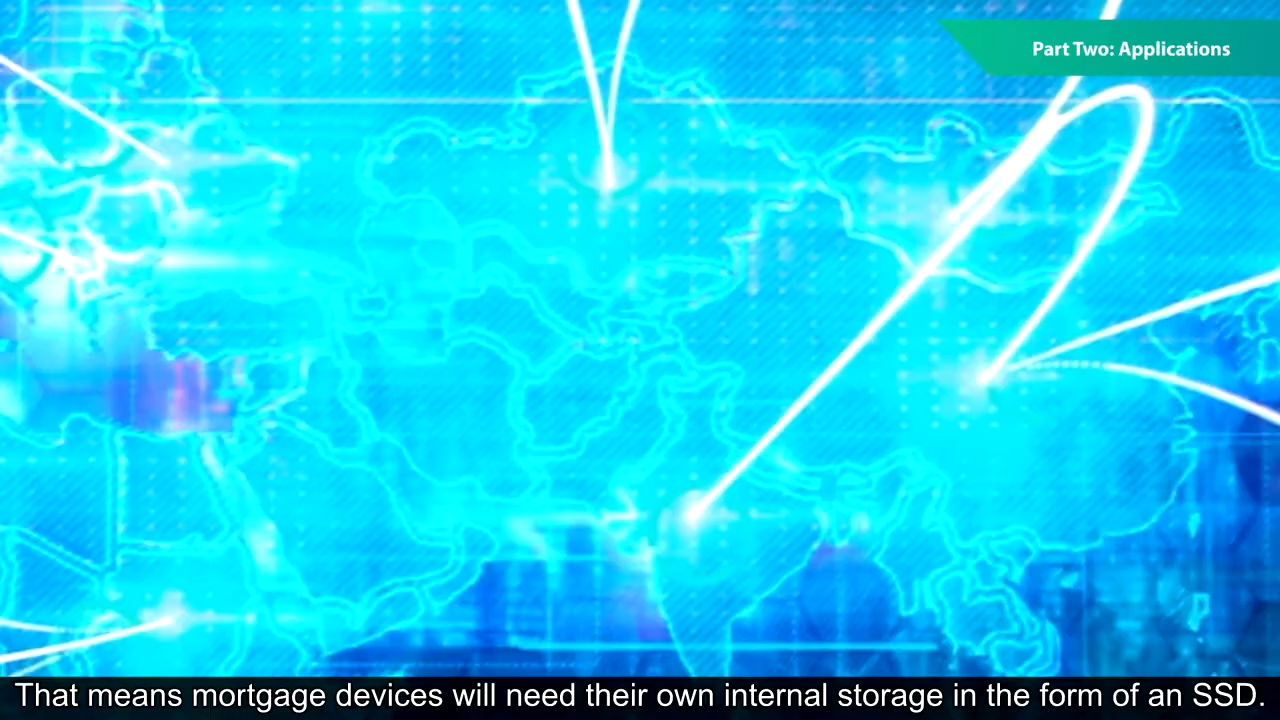 Part Two: Applications
That means mortgage devices will need their own internal storage in the form of an SSD.